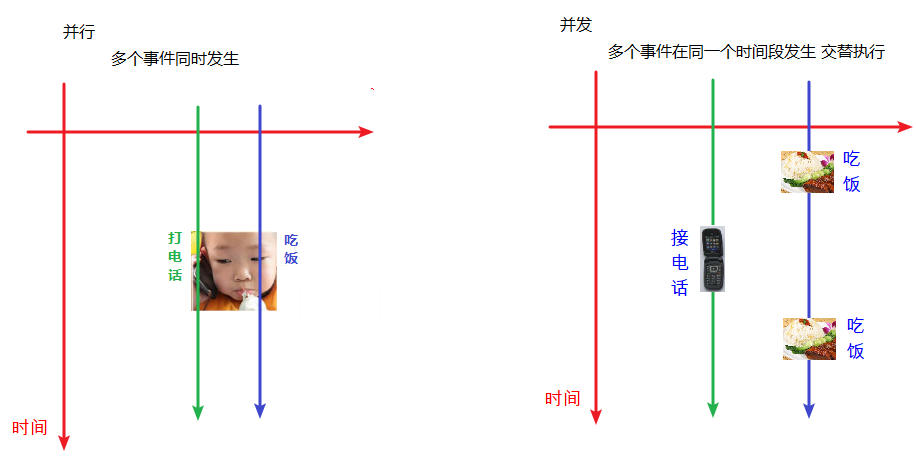 并行
多个事件同时发生
打电话
吃饭
时间
并发
多个事件在同一个时间段发生 交替执行
吃饭
接电话
吃饭
时间